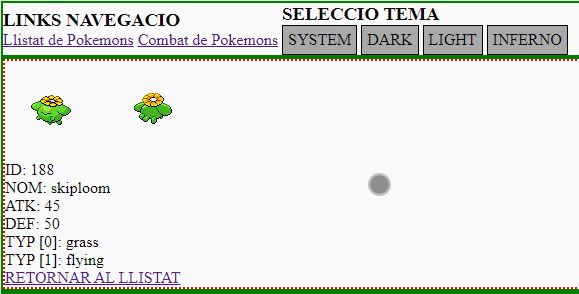 LINKS NAVEGACIO
Llistat de Pokemons Combat de Pokemons
SELECCIO TEMA
SYSTEM DARK LIGHT INFERNO
ID: 188
NOM: skiploom
ATK: 45
DEF: 50
TYP [0]: grass
TYP [1]: flying
RETORNAR AL LLISTAT